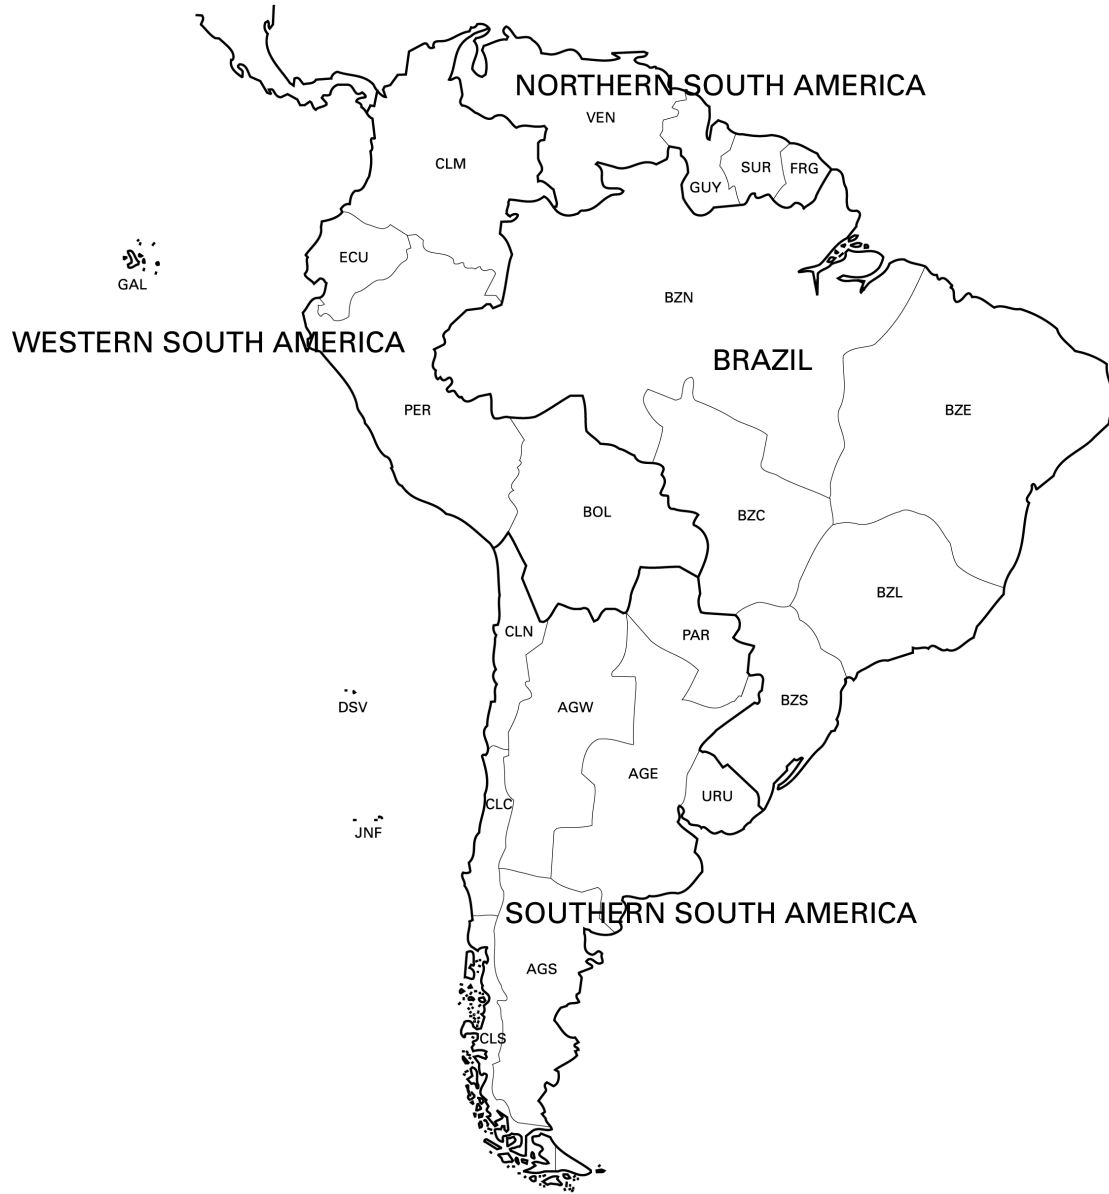 NORTHERN SOUTH AMERICA
VEN
CLM
SUR
FRG
GUY
ECU
GAL
BZN
WESTERN SOUTH AMERICA
BRAZIL
PER
BZE
BOL
BZC
BZL
CLN
PAR
BZS
DSV
AGW
AGE
URU
CLC
JNF
SOUTHERN SOUTH AMERICA
AGS
CLS